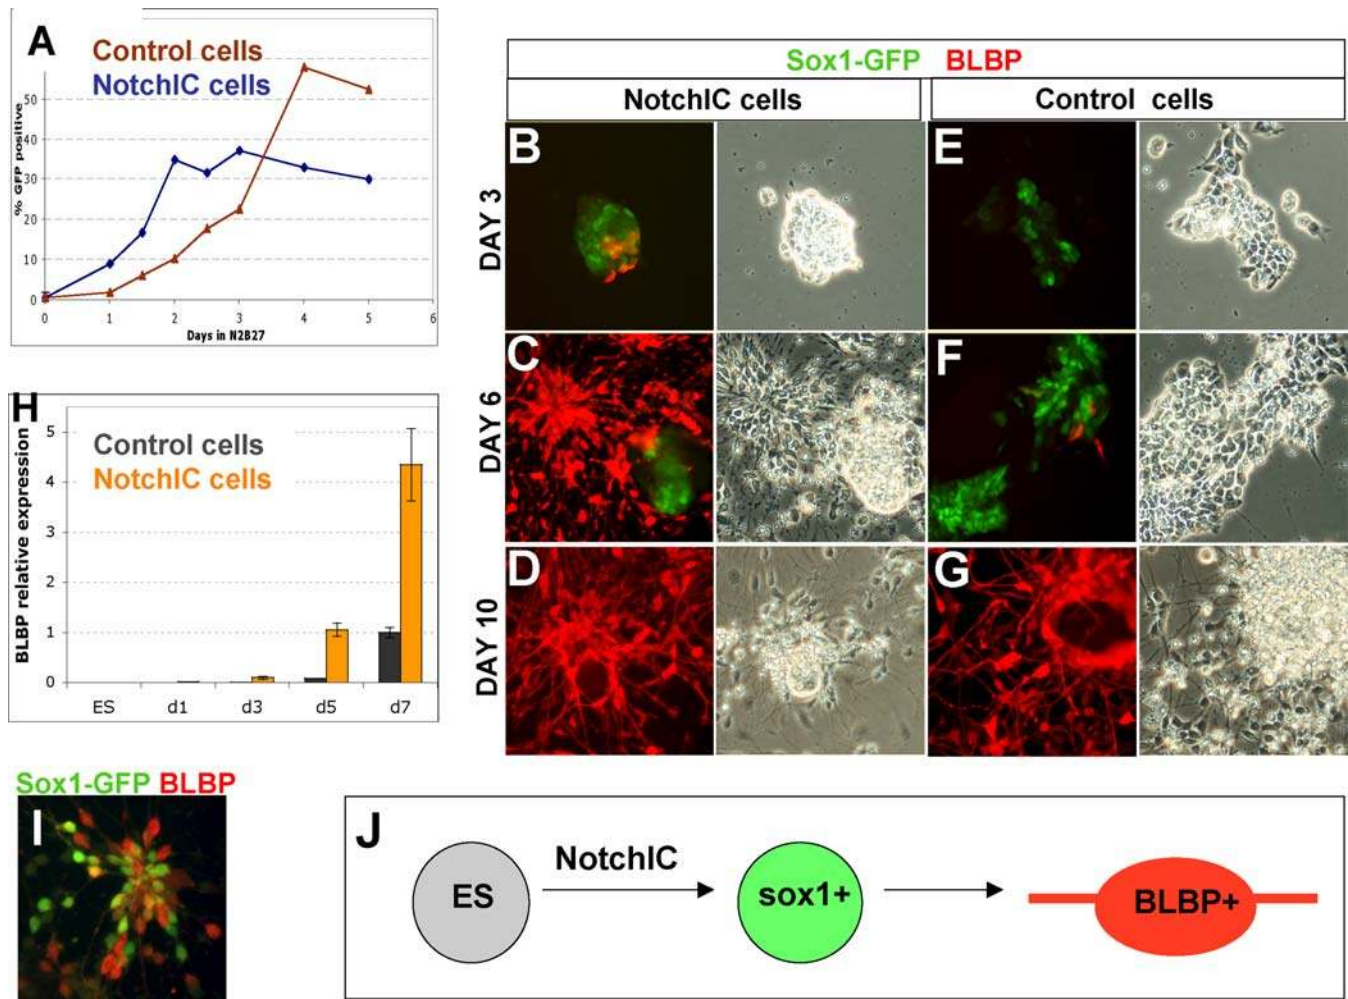 A
Control cells
NotchIC cells
% GFP positive
50
40
30
20
10
0
0 1 2 3 4 5 6
Days in N2B27
Sox1-GFP BLBP
NotchIC cells Control cells
DAY 3
B
E
DAY 6
C
F
DAY 10
D
G
H
Control cells
NotchIC cells
BLBP relative expression
5
4
3
2
1
0
ES d1 d3 d5 d7
Sox1-GFP BLBP
I
J
ES
NotchIC
sox1+
BLBP+